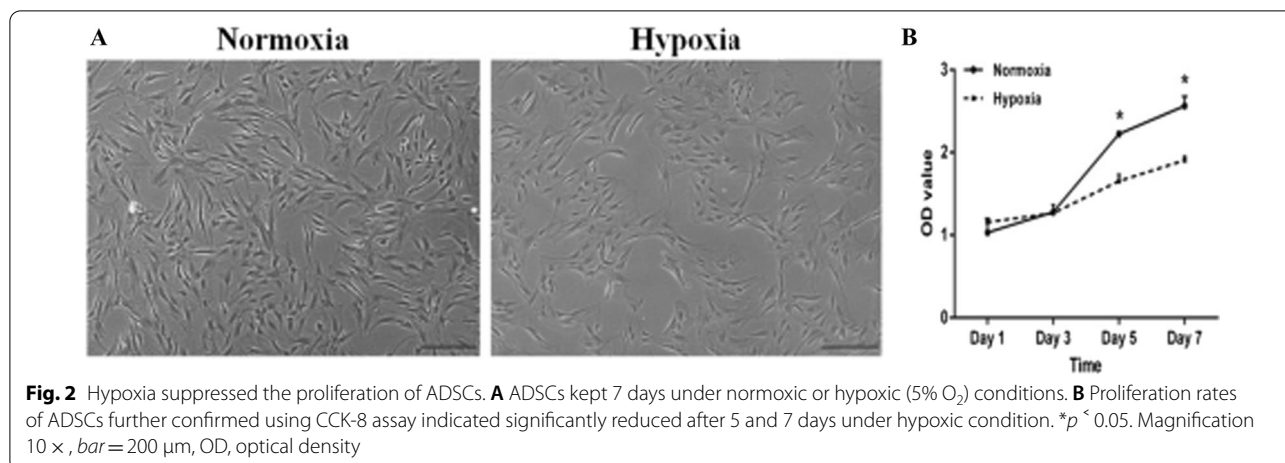 A
Normoxia
Hypoxia
B
Normoxia
Hypoxia
3
2
1
0
OD value
*
*
Day 1 Day 3 Day 5 Day 7
Time
Fig. 2 Hypoxia suppressed the proliferation of ADSCs. A ADSCs kept 7 days under normoxic or hypoxic (5% O₂) conditions. B Proliferation rates
of ADSCs further confirmed using CCK-8 assay indicated significantly reduced after 5 and 7 days under hypoxic condition. *p ˂ 0.05. Magnification
10 × , bar = 200 μm, OD, optical density